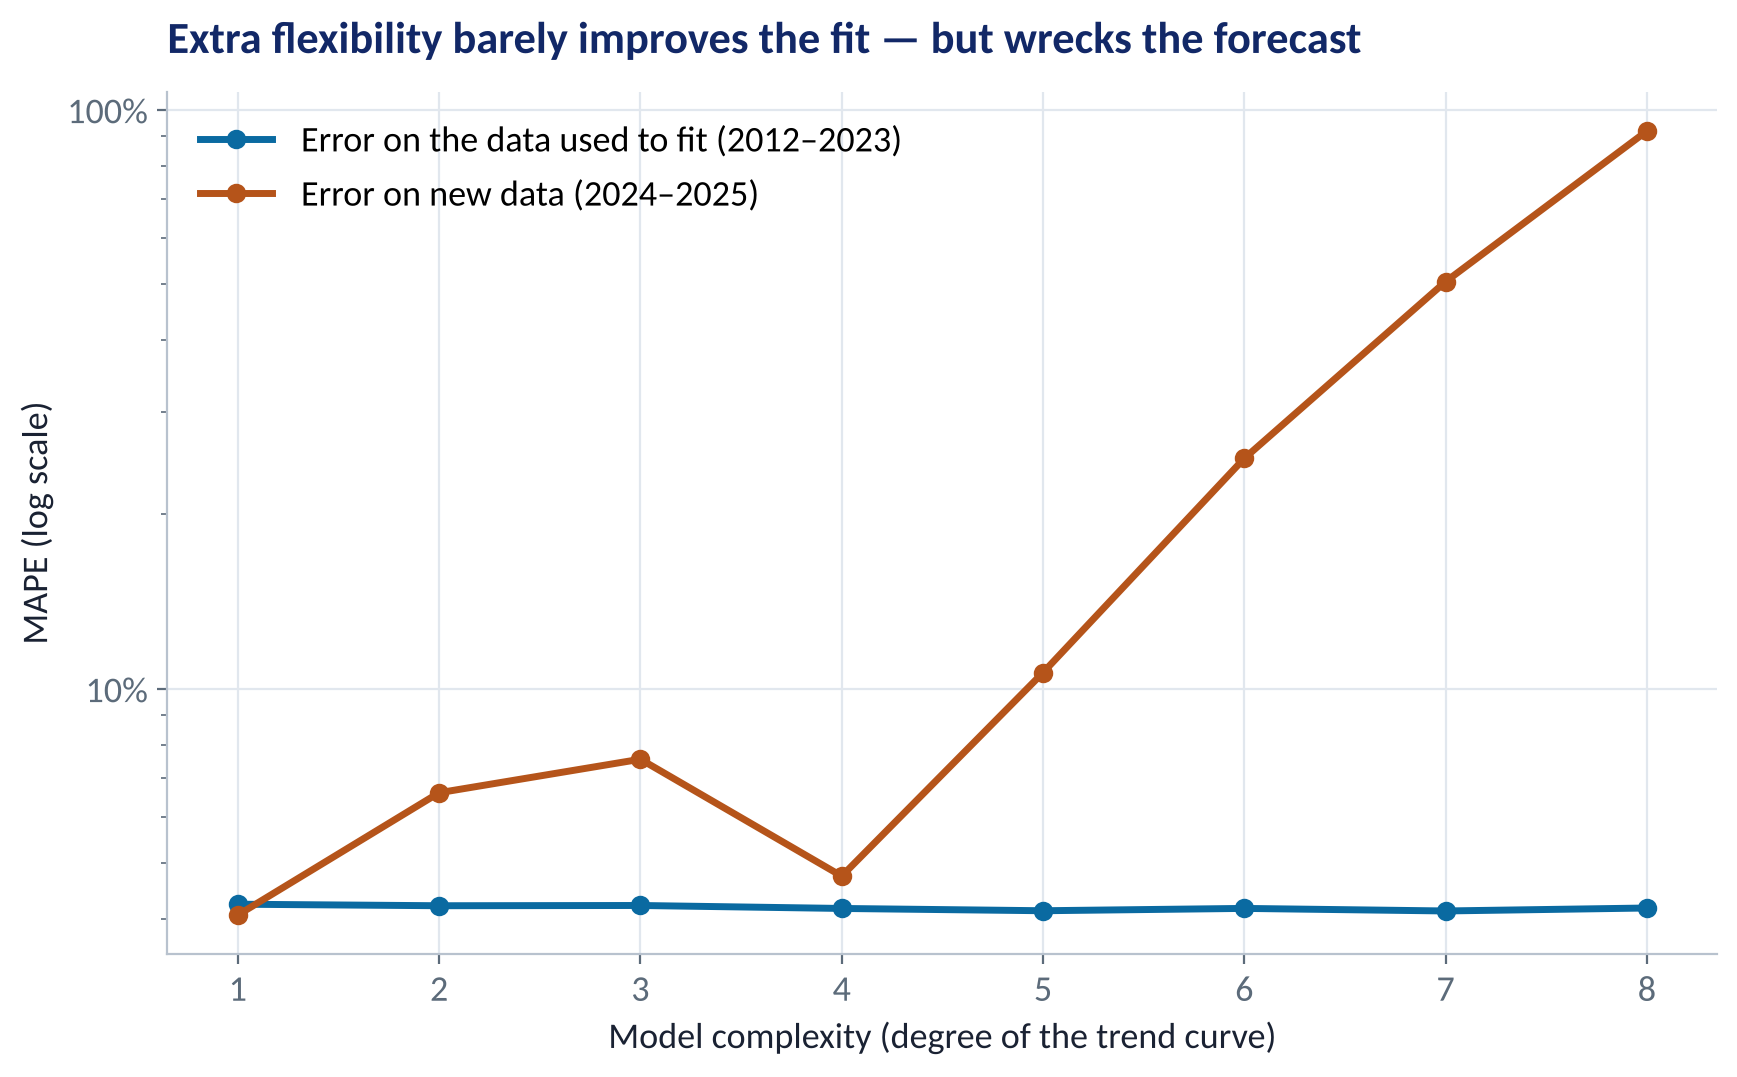 Extra flexibility barely improves the fit — but wrecks the forecast
100%
Error on the data used to fit (2012–2023)
Error on new data (2024–2025)
MAPE (log scale)
10%
1 2 3 4 5 6 7 8
Model complexity (degree of the trend curve)